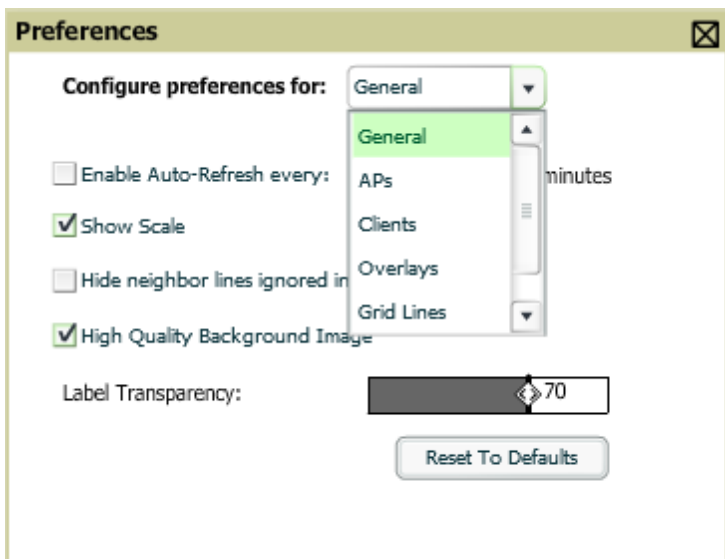 Preferences
Configure preferences for: General
General
Enable Auto-Refresh every: minutes
APs
Show Scale
Clients
Hide neighbor lines ignored in
Overlays
Grid Lines
High Quality Background Image
Label Transparency: 70
Reset To Defaults